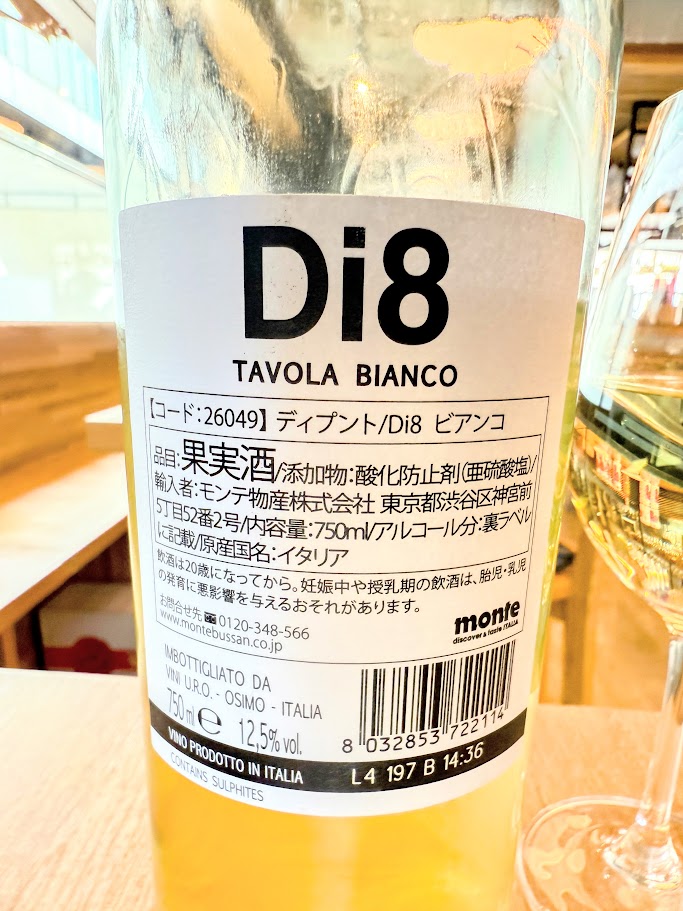 Di8
TAVOLA BIANCO
【コード:26049】 ディプント/Di8 ビアンコ
品目:果実酒/添加物:酸化防止剤(亜硫酸塩)/
輸入者:モンテ物産株式会社 東京都渋谷区神宮前
5丁目52番2号/内容量:750ml/アルコール分:裏ラベル
に記載/原産国名:イタリア
飲酒は20歳になってから。妊娠中や授乳期の飲酒は、胎児・乳児
の発育に悪影響を与えるおそれがあります。
お問合せ先 0120-348-566
www.montebussan.co.jp
monte
discover & taste ITALIA
IMBOTTIGLIATO DA
VINI U.R.O. - OSIMO - ITALIA
750 ml ℮ 12,5% vol.
8 032853 722114
VINO PRODOTTO IN ITALIA L4 197 B 14:36
CONTAINS SULPHITES